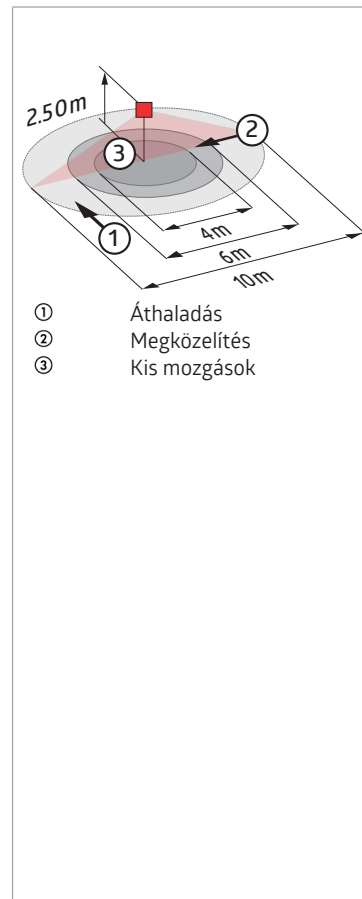 2.50m
②
③
①
4m
6m
10m
① Áthaladás
② Megközelítés
③ Kis mozgások